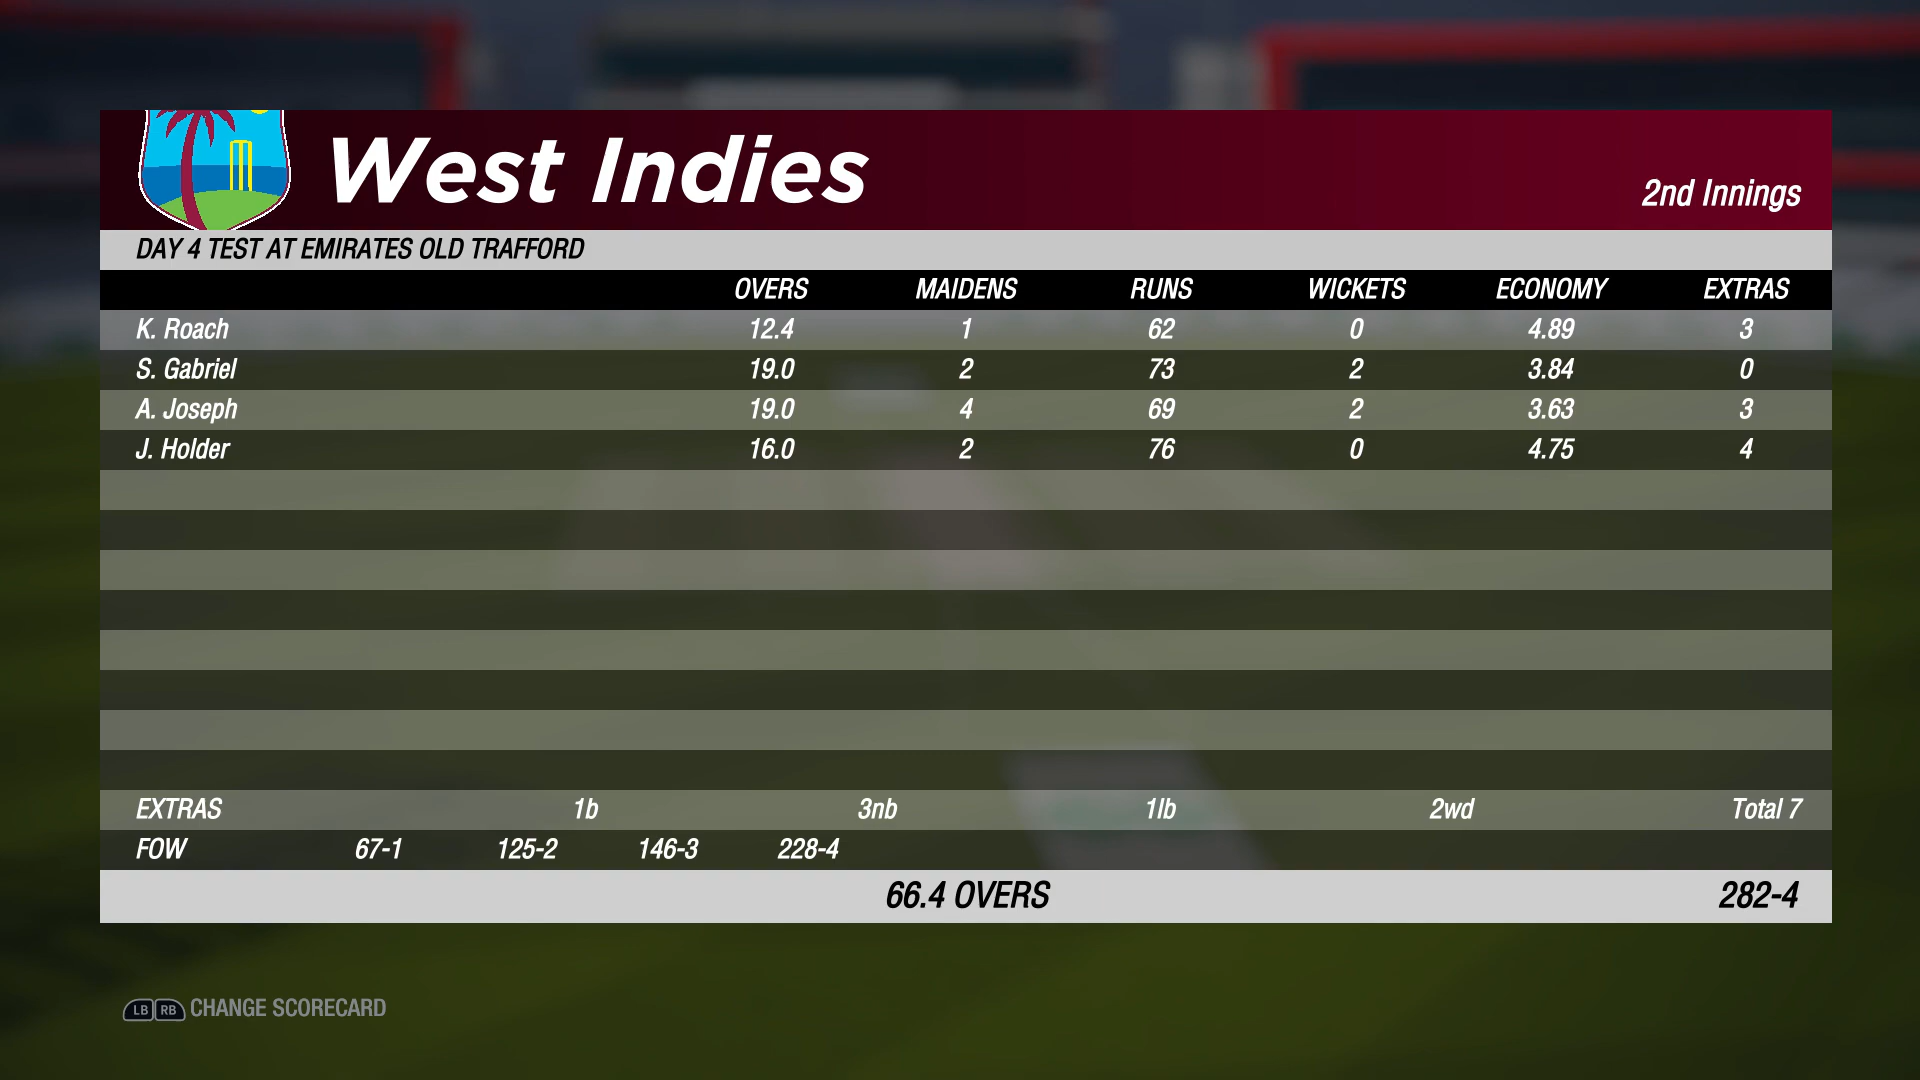 West Indies
2nd Innings
DAY 4 TEST AT EMIRATES OLD TRAFFORD
OVERS MAIDENS RUNS WICKETS ECONOMY EXTRAS
K. Roach 12.4 1 62 0 4.89 3
S. Gabriel 19.0 2 73 2 3.84 0
A. Joseph 19.0 4 69 2 3.63 3
J. Holder 16.0 2 76 0 4.75 4
EXTRAS 1b 3nb 1lb 2wd Total 7
FOW 67-1 125-2 146-3 228-4
66.4 OVERS 282-4
LB RB CHANGE SCORECARD